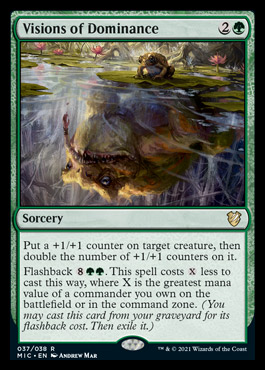 Visions of Dominance 2
Sorcery
Put a +1/+1 counter on target creature, then
double the number of +1/+1 counters on it.
Flashback 8. This spell costs X less to
cast this way, where X is the greatest mana
value of a commander you own on the
battlefield or in the command zone. (You
may cast this card from your graveyard for its
flashback cost. Then exile it.)
037/038 R
MIC • EN ANDREW MAR
™ & © 2021 Wizards of the Coast